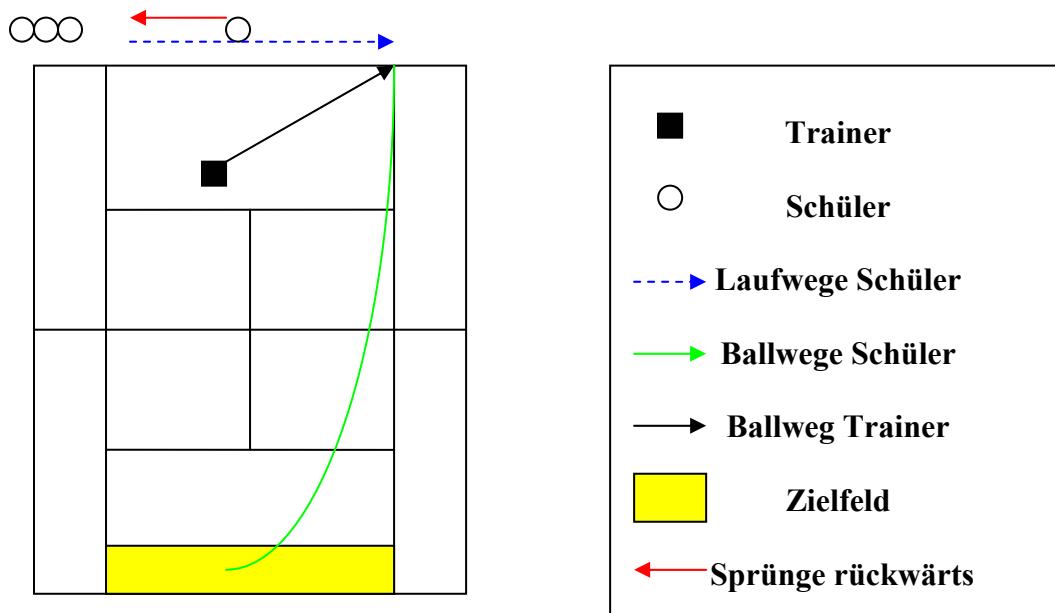 Trainer
Schüler
Laufwege Schüler
Ballwege Schüler
Ballweg Trainer
Zielfeld
Sprünge rückwärts